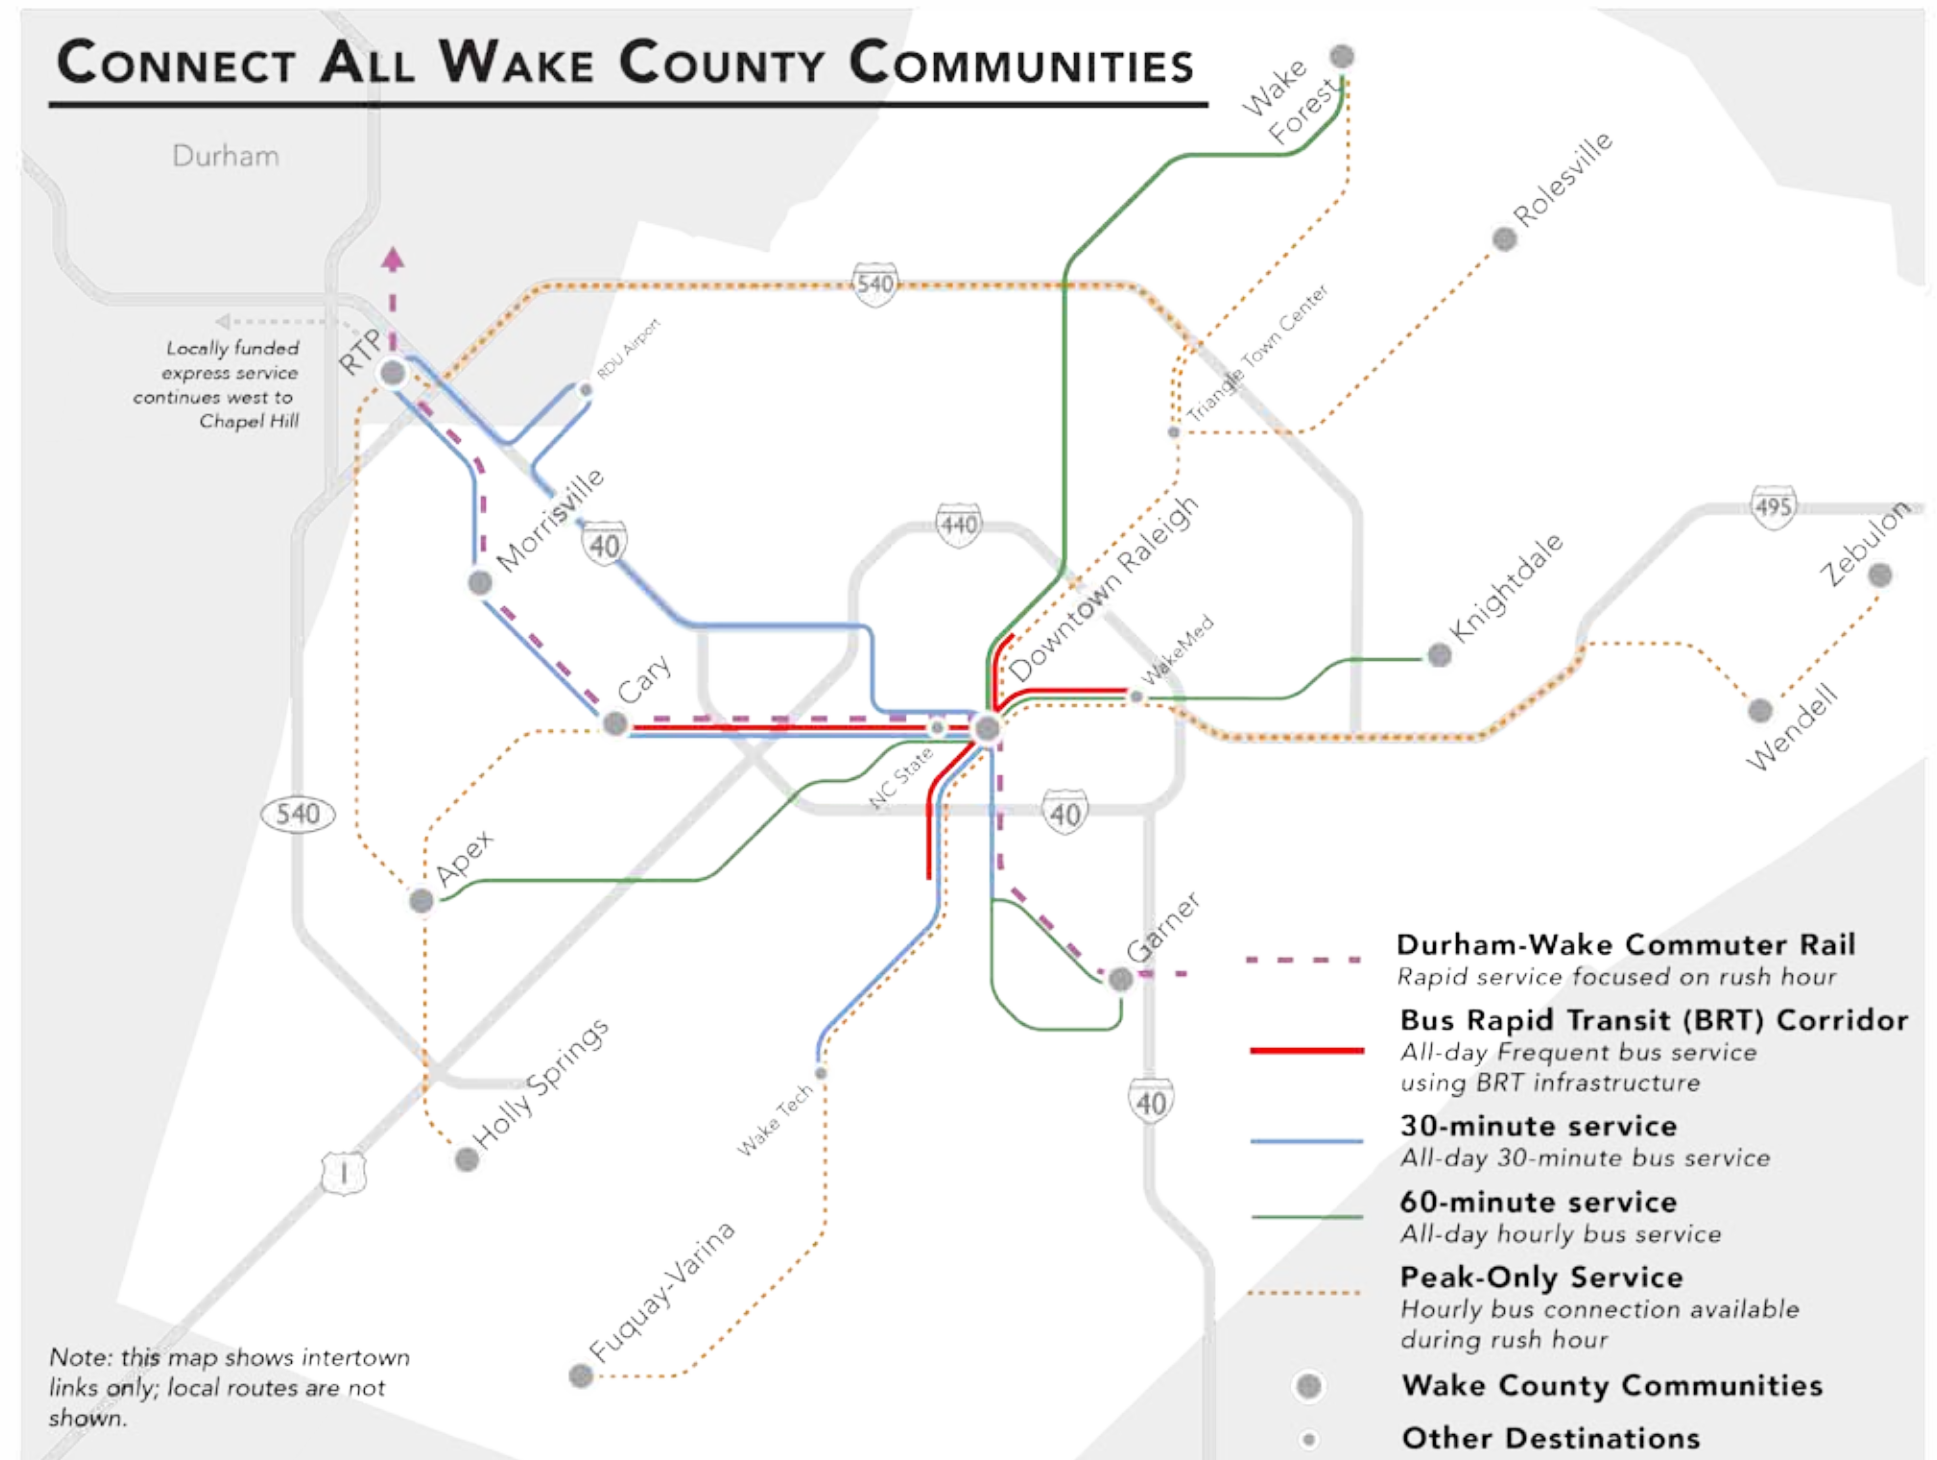 CONNECT ALL WAKE COUNTY COMMUNITIES
Wake
Forest
Durham
Rolesville
540
Triangle Town Center
RTP
RDU Airport
Locally funded
express service
continues west to
Chapel Hill
Morrisville
40
440
Downtown Raleigh
495
Zebulon
Knightdale
WakeMed
Cary
Wendell
NC State
540
40
Apex
Garner
Holly Springs
Wake Tech
40
1
Fuquay-Varina
Durham-Wake Commuter Rail
Rapid service focused on rush hour
Bus Rapid Transit (BRT) Corridor
All-day Frequent bus service
using BRT infrastructure
30-minute service
All-day 30-minute bus service
60-minute service
All-day hourly bus service
Peak-Only Service
Hourly bus connection available
during rush hour
Wake County Communities
Other Destinations
Note: this map shows intertown
links only; local routes are not
shown.